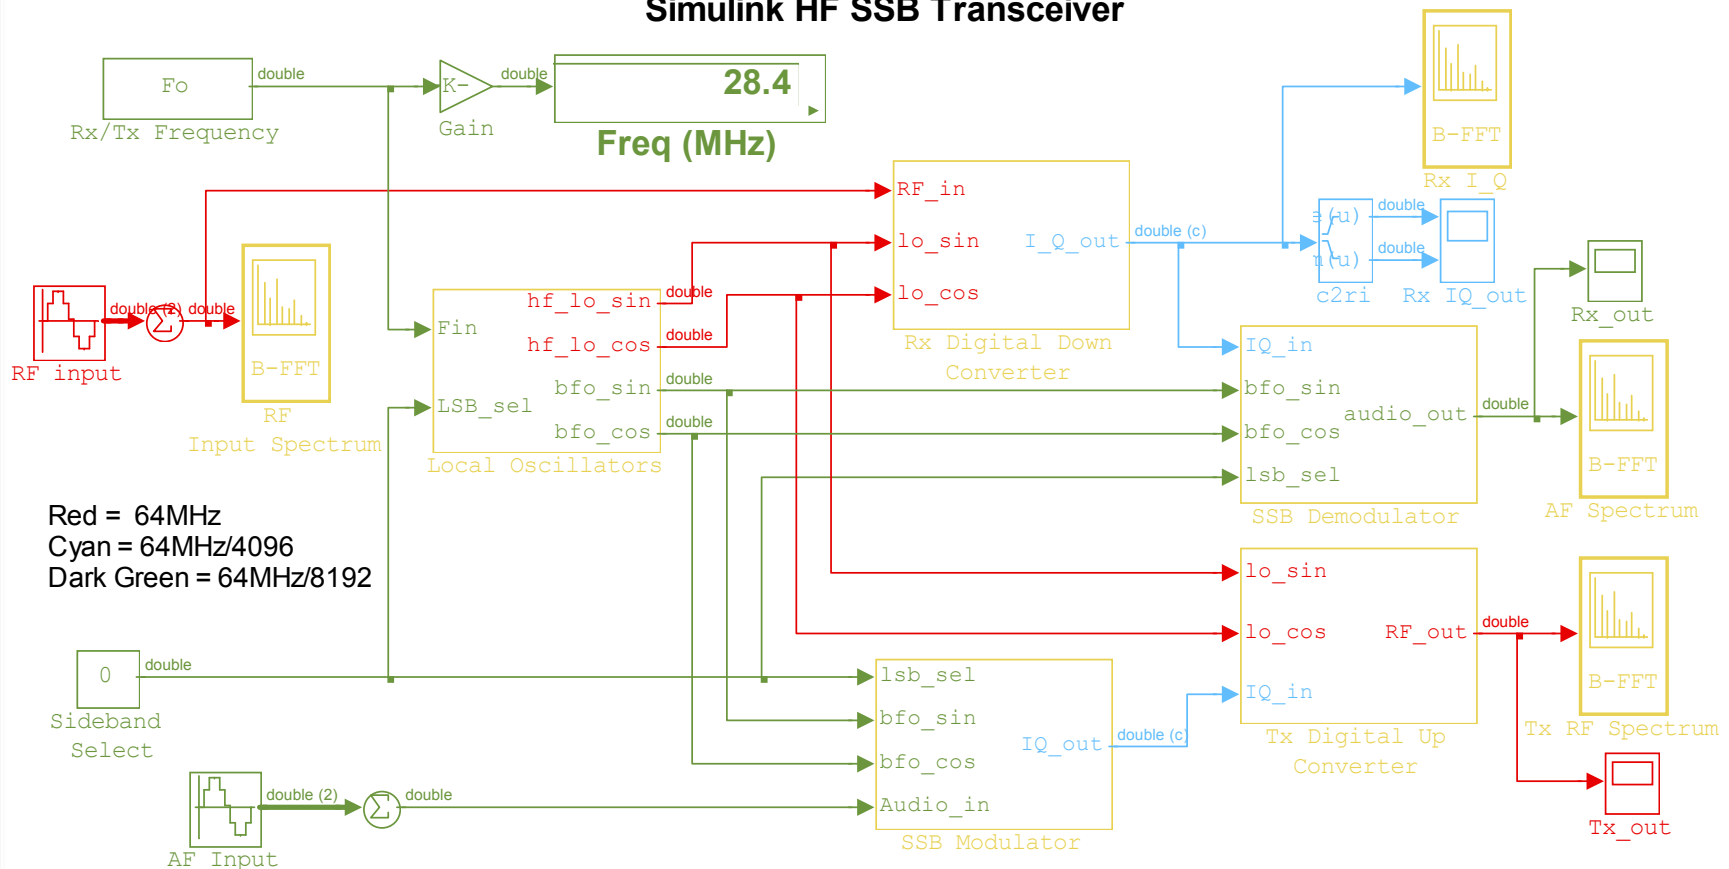 Simulink HF SSB Transceiver
Fo
double
Rx/Tx Frequency
K-
Gain
double
28.4
Freq (MHz)
B-FFT
Rx I_Q
RF_in
lo_sin
lo_cos
I_Q_out
double (c)
Rx Digital Down
Converter
(u)
(u)
double
double
c2ri
Rx IQ_out
Rx_out
RF input
double (2)
double
B-FFT
RF
Input Spectrum
Fin
LSB_sel
hf_lo_sin
hf_lo_cos
bfo_sin
bfo_cos
double
double
double
double
Local Oscillators
IQ_in
bfo_sin
bfo_cos
lsb_sel
audio_out
double
SSB Demodulator
B-FFT
AF Spectrum
Red = 64MHz
Cyan = 64MHz/4096
Dark Green = 64MHz/8192
lo_sin
lo_cos
IQ_in
RF_out
double
Tx Digital Up
Converter
B-FFT
Tx RF Spectrum
Tx_out
0
double
Sideband
Select
lsb_sel
bfo_sin
bfo_cos
Audio_in
IQ_out
double (c)
SSB Modulator
AF Input
double (2)
double